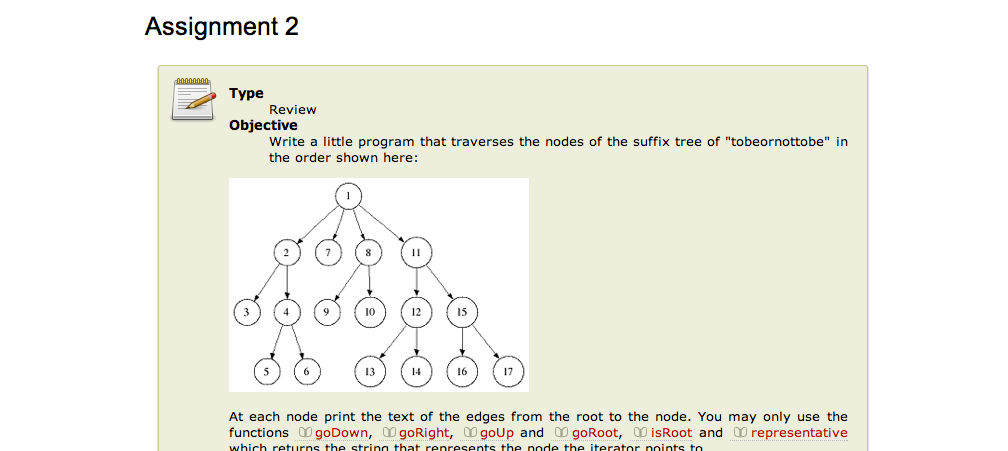 Assignment 2
Type
Review
Objective
Write a little program that traverses the nodes of the suffix tree of "tobeornottobe" in
the order shown here:
1
2 7 8 11
3 4 9 10 12 15
5 6 13 14 16 17
At each node print the text of the edges from the root to the node. You may only use the
functions goDown, goRight, goUp and goRoot, isRoot and representative
which returns the string that represents the node the iterator points to.